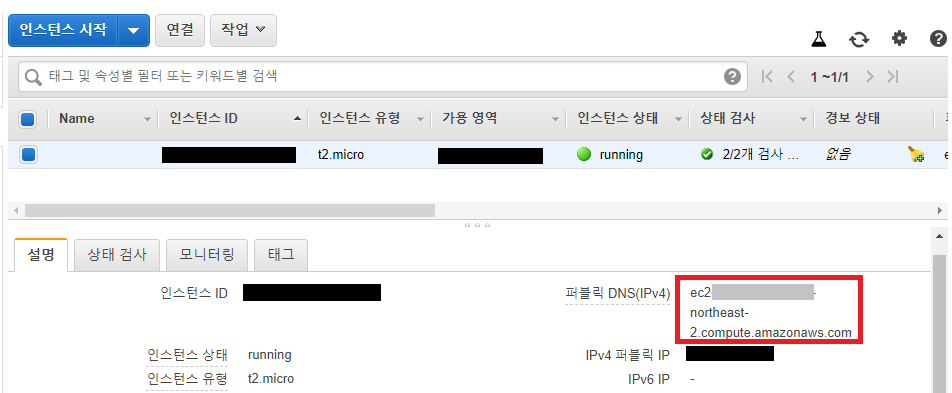 인스턴스 시작 연결 작업
태그 및 속성별 필터 또는 키워드별 검색 1 ~1/1
Name 인스턴스 ID 인스턴스 유형 가용 영역 인스턴스 상태 상태 검사 경보 상태
t2.micro running 2/2개 검사 ... 없음
설명 상태 검사 모니터링 태그
인스턴스 ID 퍼블릭 DNS(IPv4) ec2 -
northeast-
2.compute.amazonaws.com
인스턴스 상태 running IPv4 퍼블릭 IP
인스턴스 유형 t2.micro IPv6 IP -